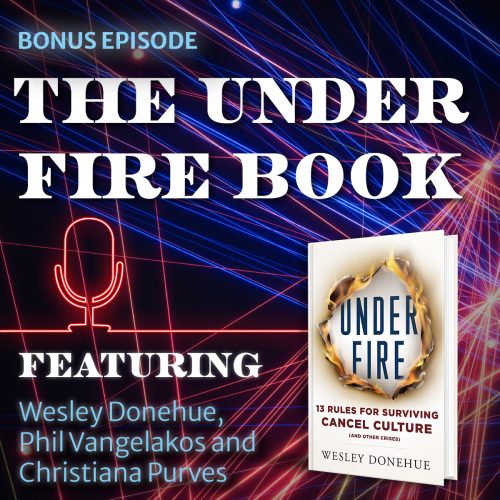 BONUS EPISODE
THE UNDER
FIRE BOOK
FEATURING
Wesley Donehue,
Phil Vangelakos and
Christiana Purves
UNDER
FIRE
13 RULES FOR SURVIVING
CANCEL CULTURE
(AND OTHER CRISES)
WESLEY DONEHUE